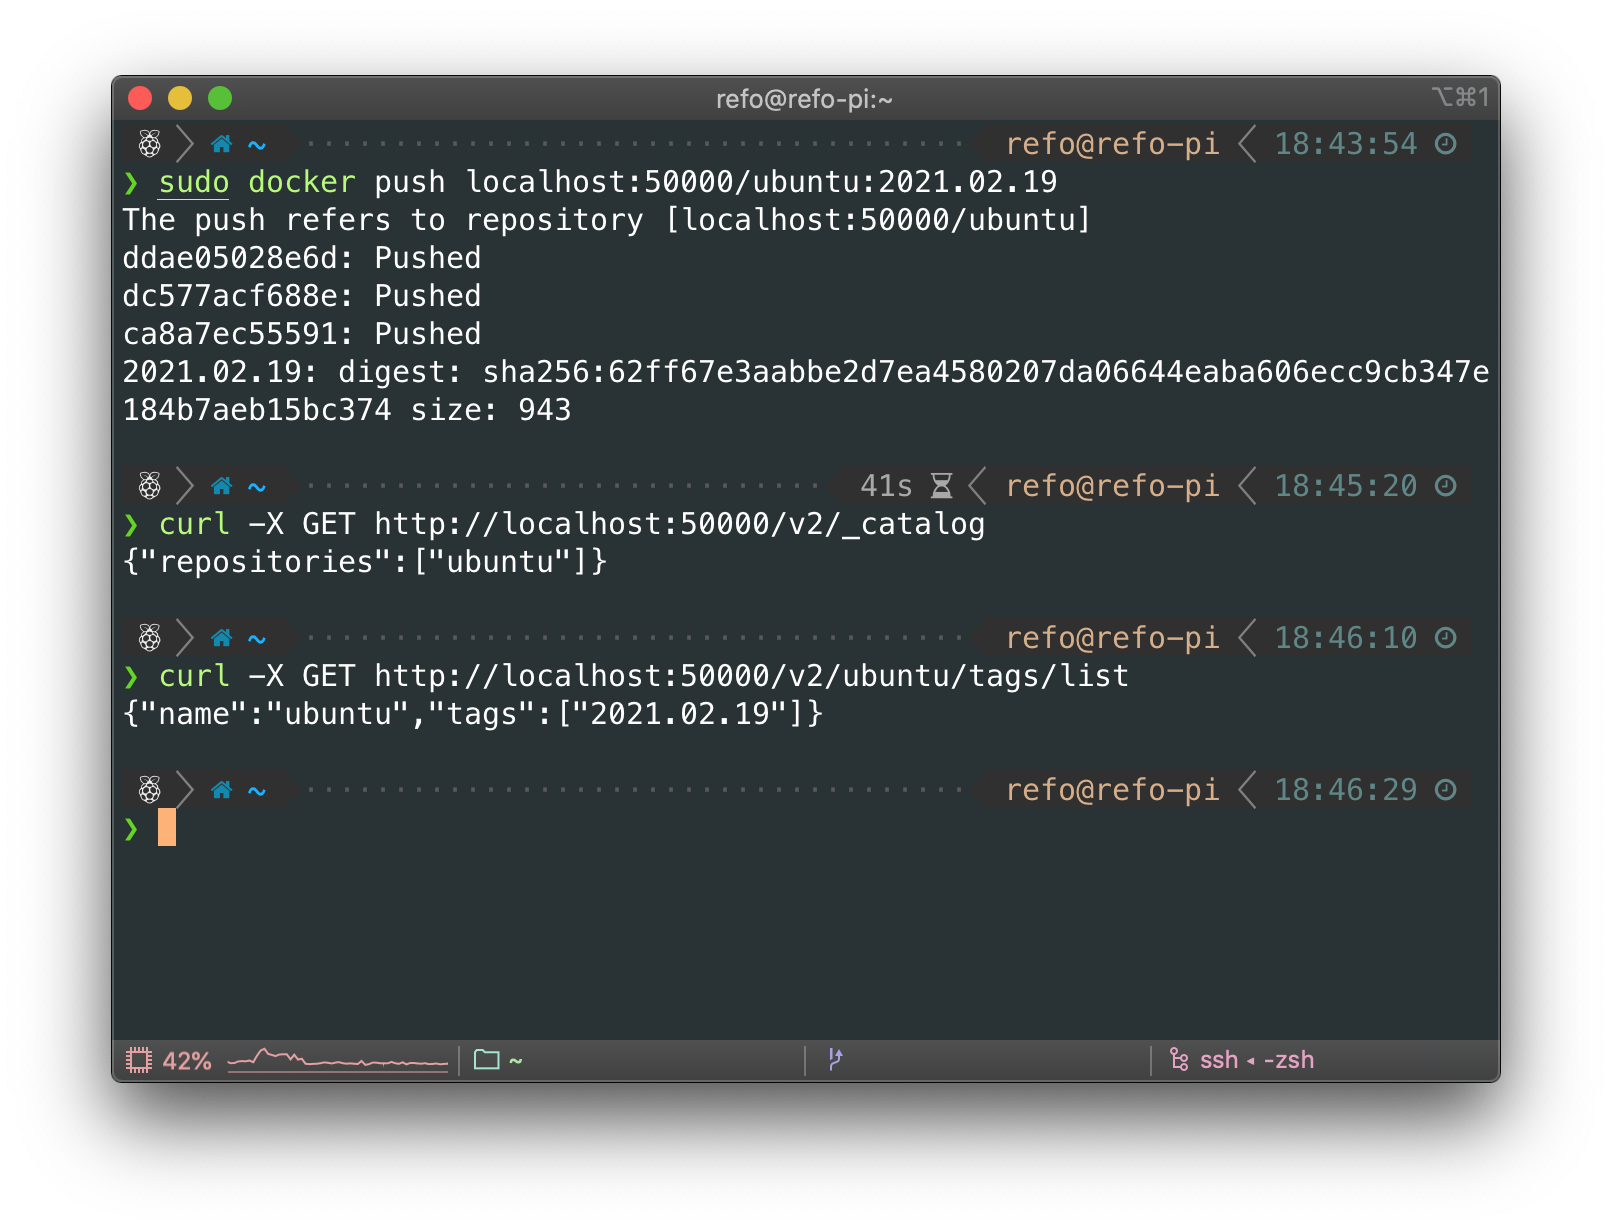 refo@refo-pi:~
⌥⌘1
~ refo@refo-pi 18:43:54
❯ sudo docker push localhost:50000/ubuntu:2021.02.19
The push refers to repository [localhost:50000/ubuntu]
ddae05028e6d: Pushed
dc577acf688e: Pushed
ca8a7ec55591: Pushed
2021.02.19: digest: sha256:62ff67e3aabbe2d7ea4580207da06644eaba606ecc9cb347e
184b7aeb15bc374 size: 943
~ 41s refo@refo-pi 18:45:20
❯ curl -X GET http://localhost:50000/v2/_catalog
{"repositories":["ubuntu"]}
~ refo@refo-pi 18:46:10
❯ curl -X GET http://localhost:50000/v2/ubuntu/tags/list
{"name":"ubuntu","tags":["2021.02.19"]}
~ refo@refo-pi 18:46:29
❯
42% ~ ssh ◂ -zsh